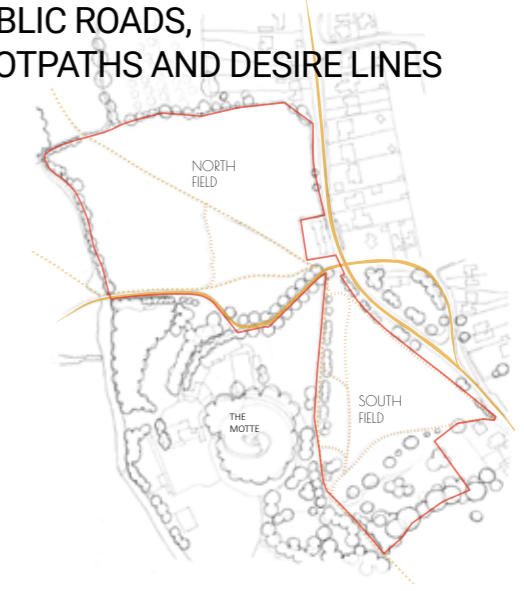 BLIC ROADS,
OTPATHS AND DESIRE LINES
NORTH
FIELD
SOUTH
FIELD
THE
MOTTE